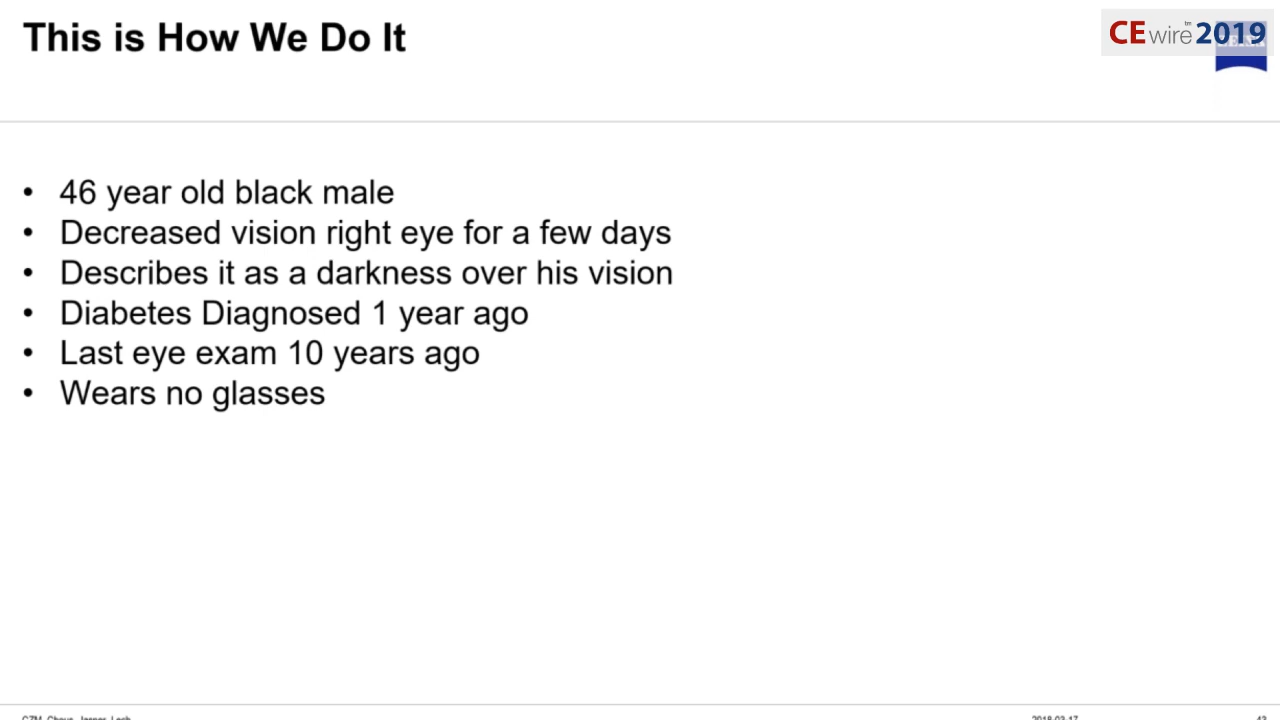 This is How We Do It
CEwire™2019
• 46 year old black male
• Decreased vision right eye for a few days
• Describes it as a darkness over his vision
• Diabetes Diagnosed 1 year ago
• Last eye exam 10 years ago
• Wears no glasses